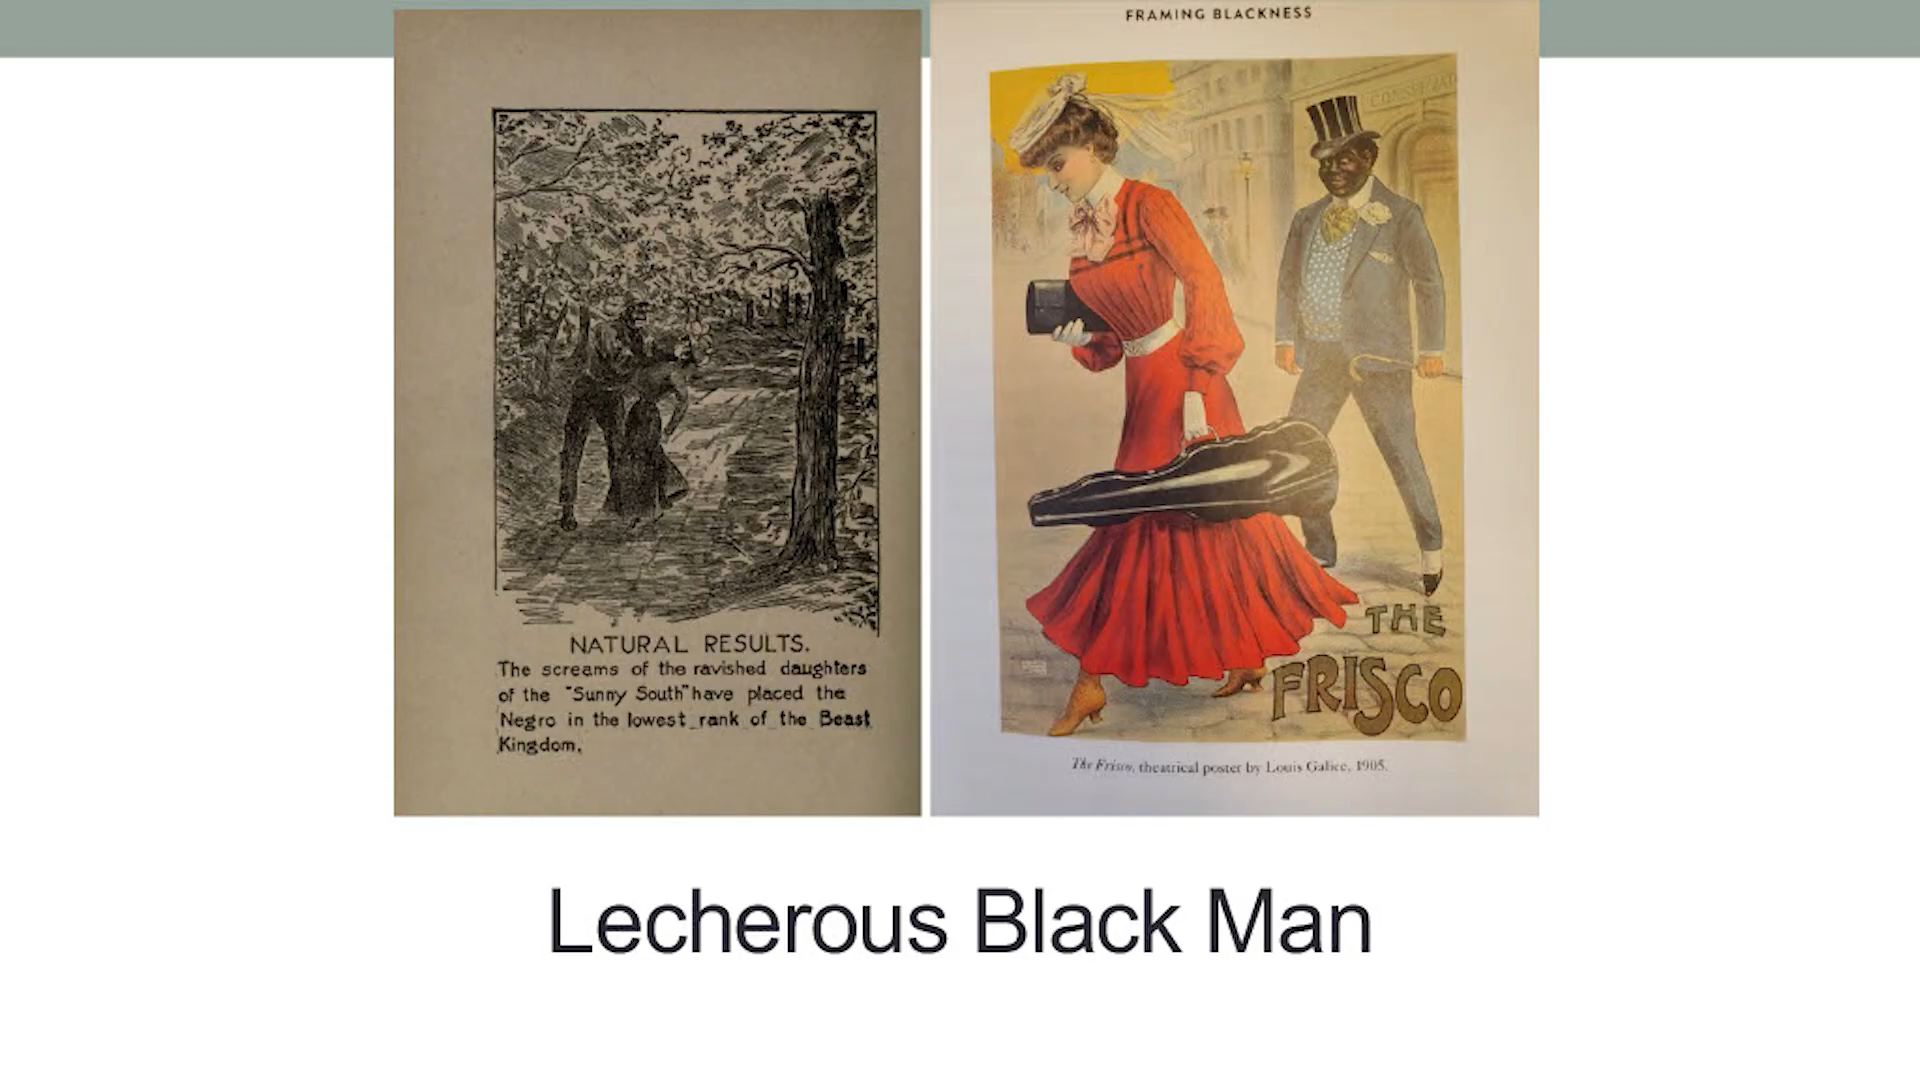 NATURAL RESULTS.
The screams of the ravished daughters
of the "Sunny South" have placed the
Negro in the lowest rank of the Beast
Kingdom.
FRAMING BLACKNESS
CONSERVAT
THE
FRISCO
The Frisco, theatrical poster by Louis Galice, 1905.
Lecherous Black Man